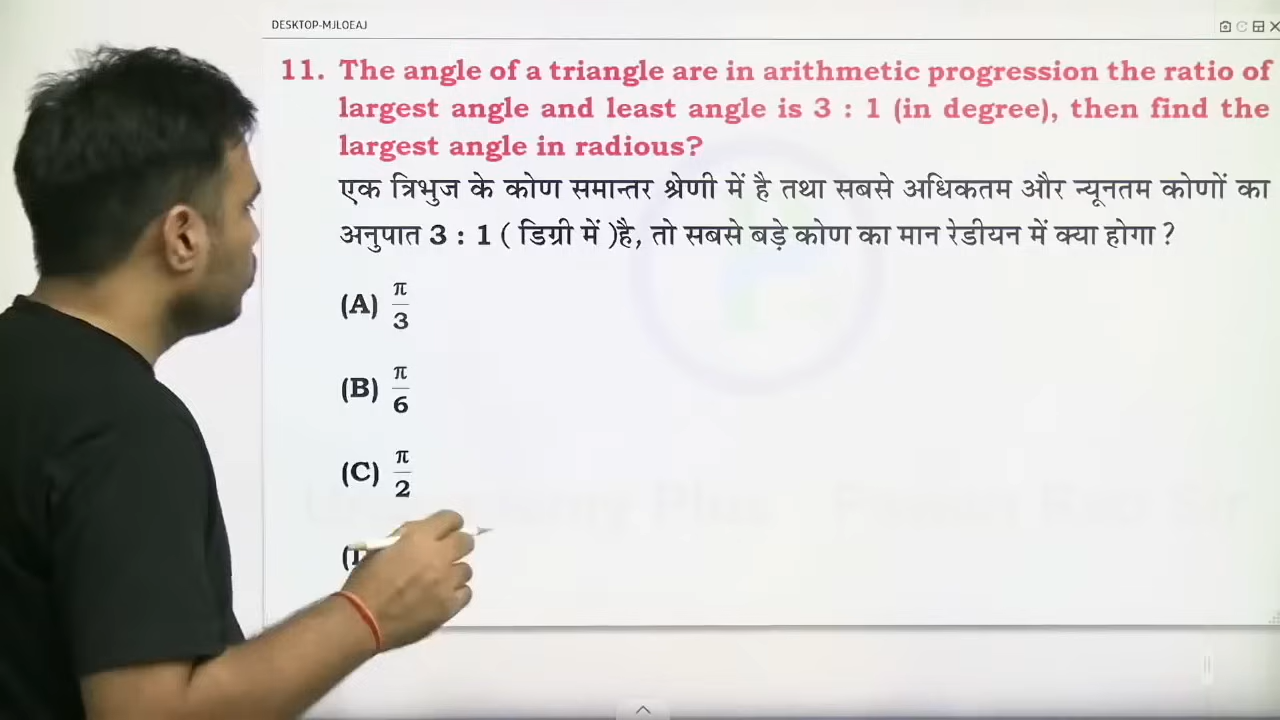 DESKTOP-MJLOEAJ
11. The angle of a triangle are in arithmetic progression the ratio of
largest angle and least angle is 3 : 1 (in degree), then find the
largest angle in radious?
एक त्रिभुज के कोण समान्तर श्रेणी में है तथा सबसे अधिकतम और न्यूनतम कोणों का
अनुपात 3 : 1 ( डिग्री में )है, तो सबसे बड़े कोण का मान रेडीयन में क्या होगा ?
(A) π/3
(B) π/6
(C) π/2